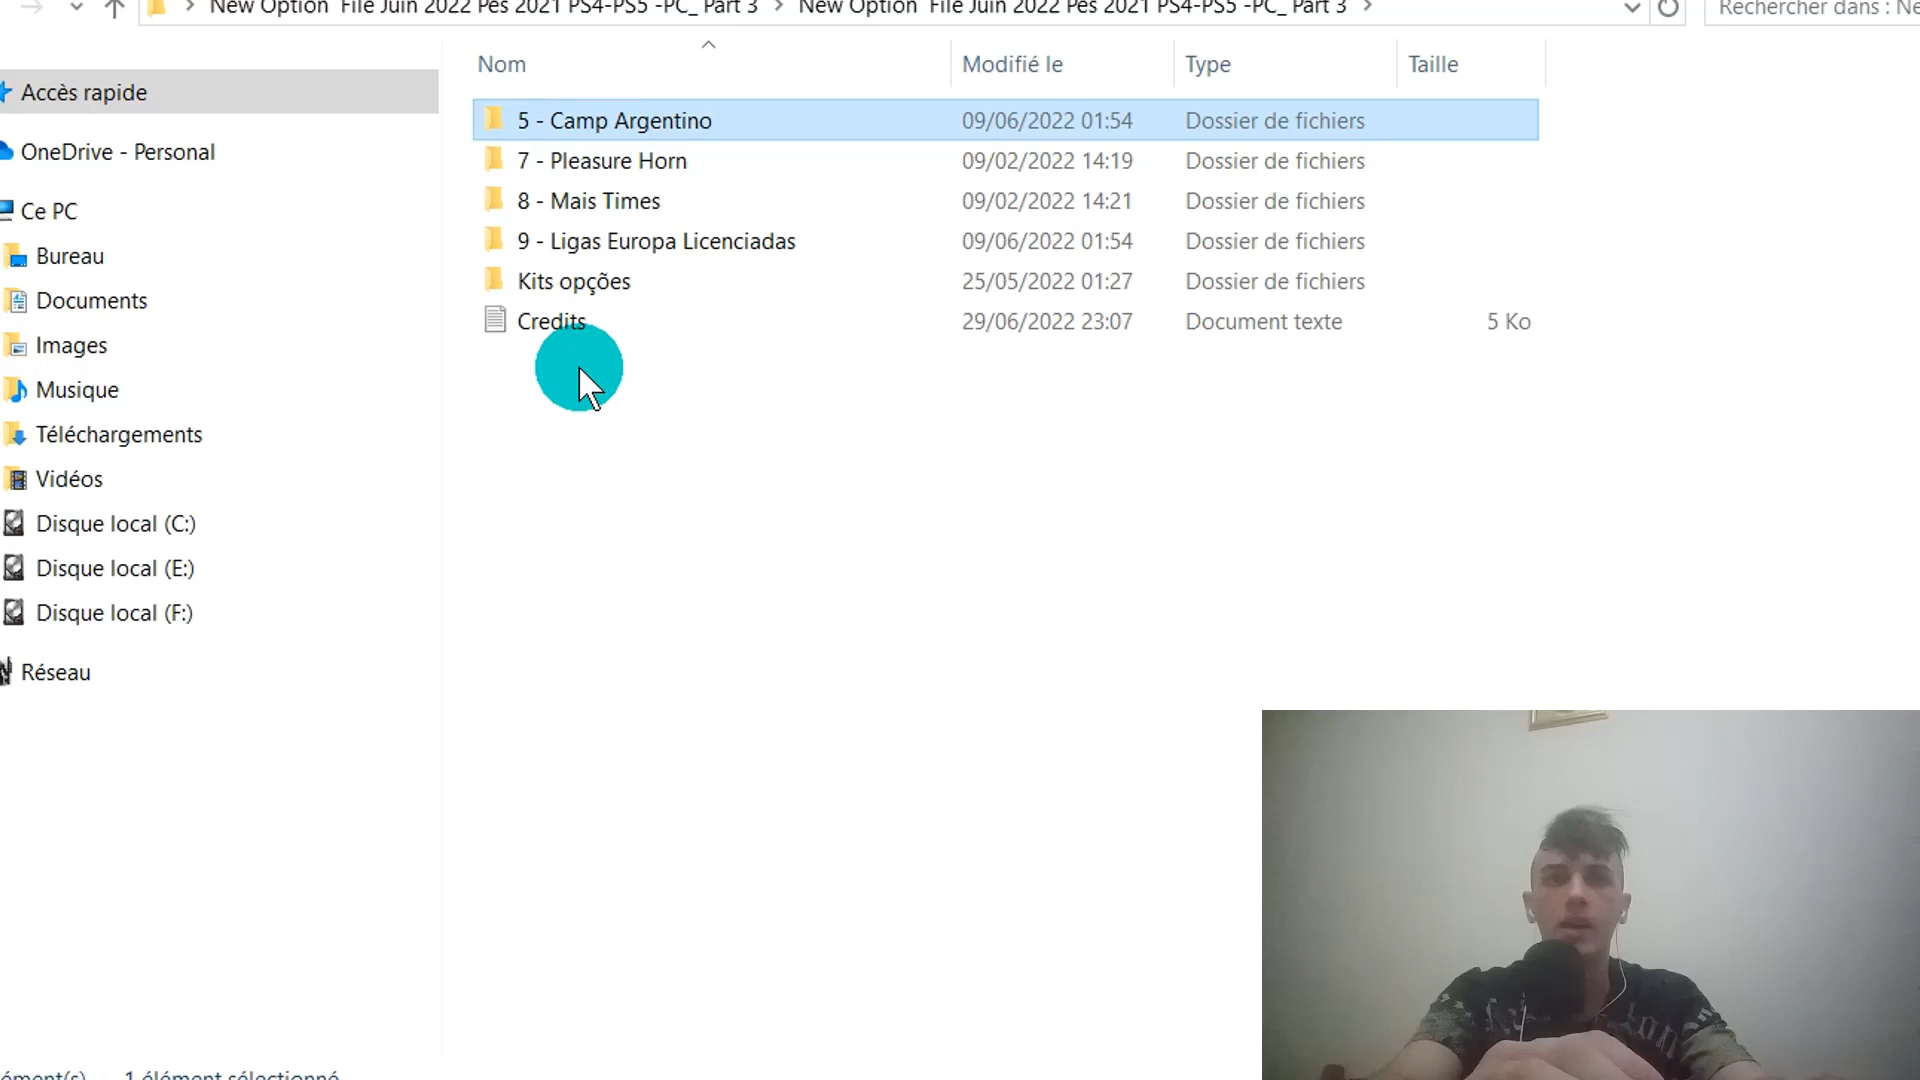 New Option File Juin 2022 Pes 2021 PS4-PS5 -PC_ Part 3 > New Option File Juin 2022 Pes 2021 PS4-PS5 -PC_ Part 3 >
Rechercher dans : Ne
Nom Modifié le Type Taille
Accès rapide
OneDrive - Personal
Ce PC
Bureau
Documents
Images
Musique
Téléchargements
Vidéos
Disque local (C:)
Disque local (E:)
Disque local (F:)
Réseau
5 - Camp Argentino 09/06/2022 01:54 Dossier de fichiers
7 - Pleasure Horn 09/02/2022 14:19 Dossier de fichiers
8 - Mais Times 09/02/2022 14:21 Dossier de fichiers
9 - Ligas Europa Licenciadas 09/06/2022 01:54 Dossier de fichiers
Kits opções 25/05/2022 01:27 Dossier de fichiers
Credits 29/06/2022 23:07 Document texte 5 Ko
ément(s) 1 élément sélectionné